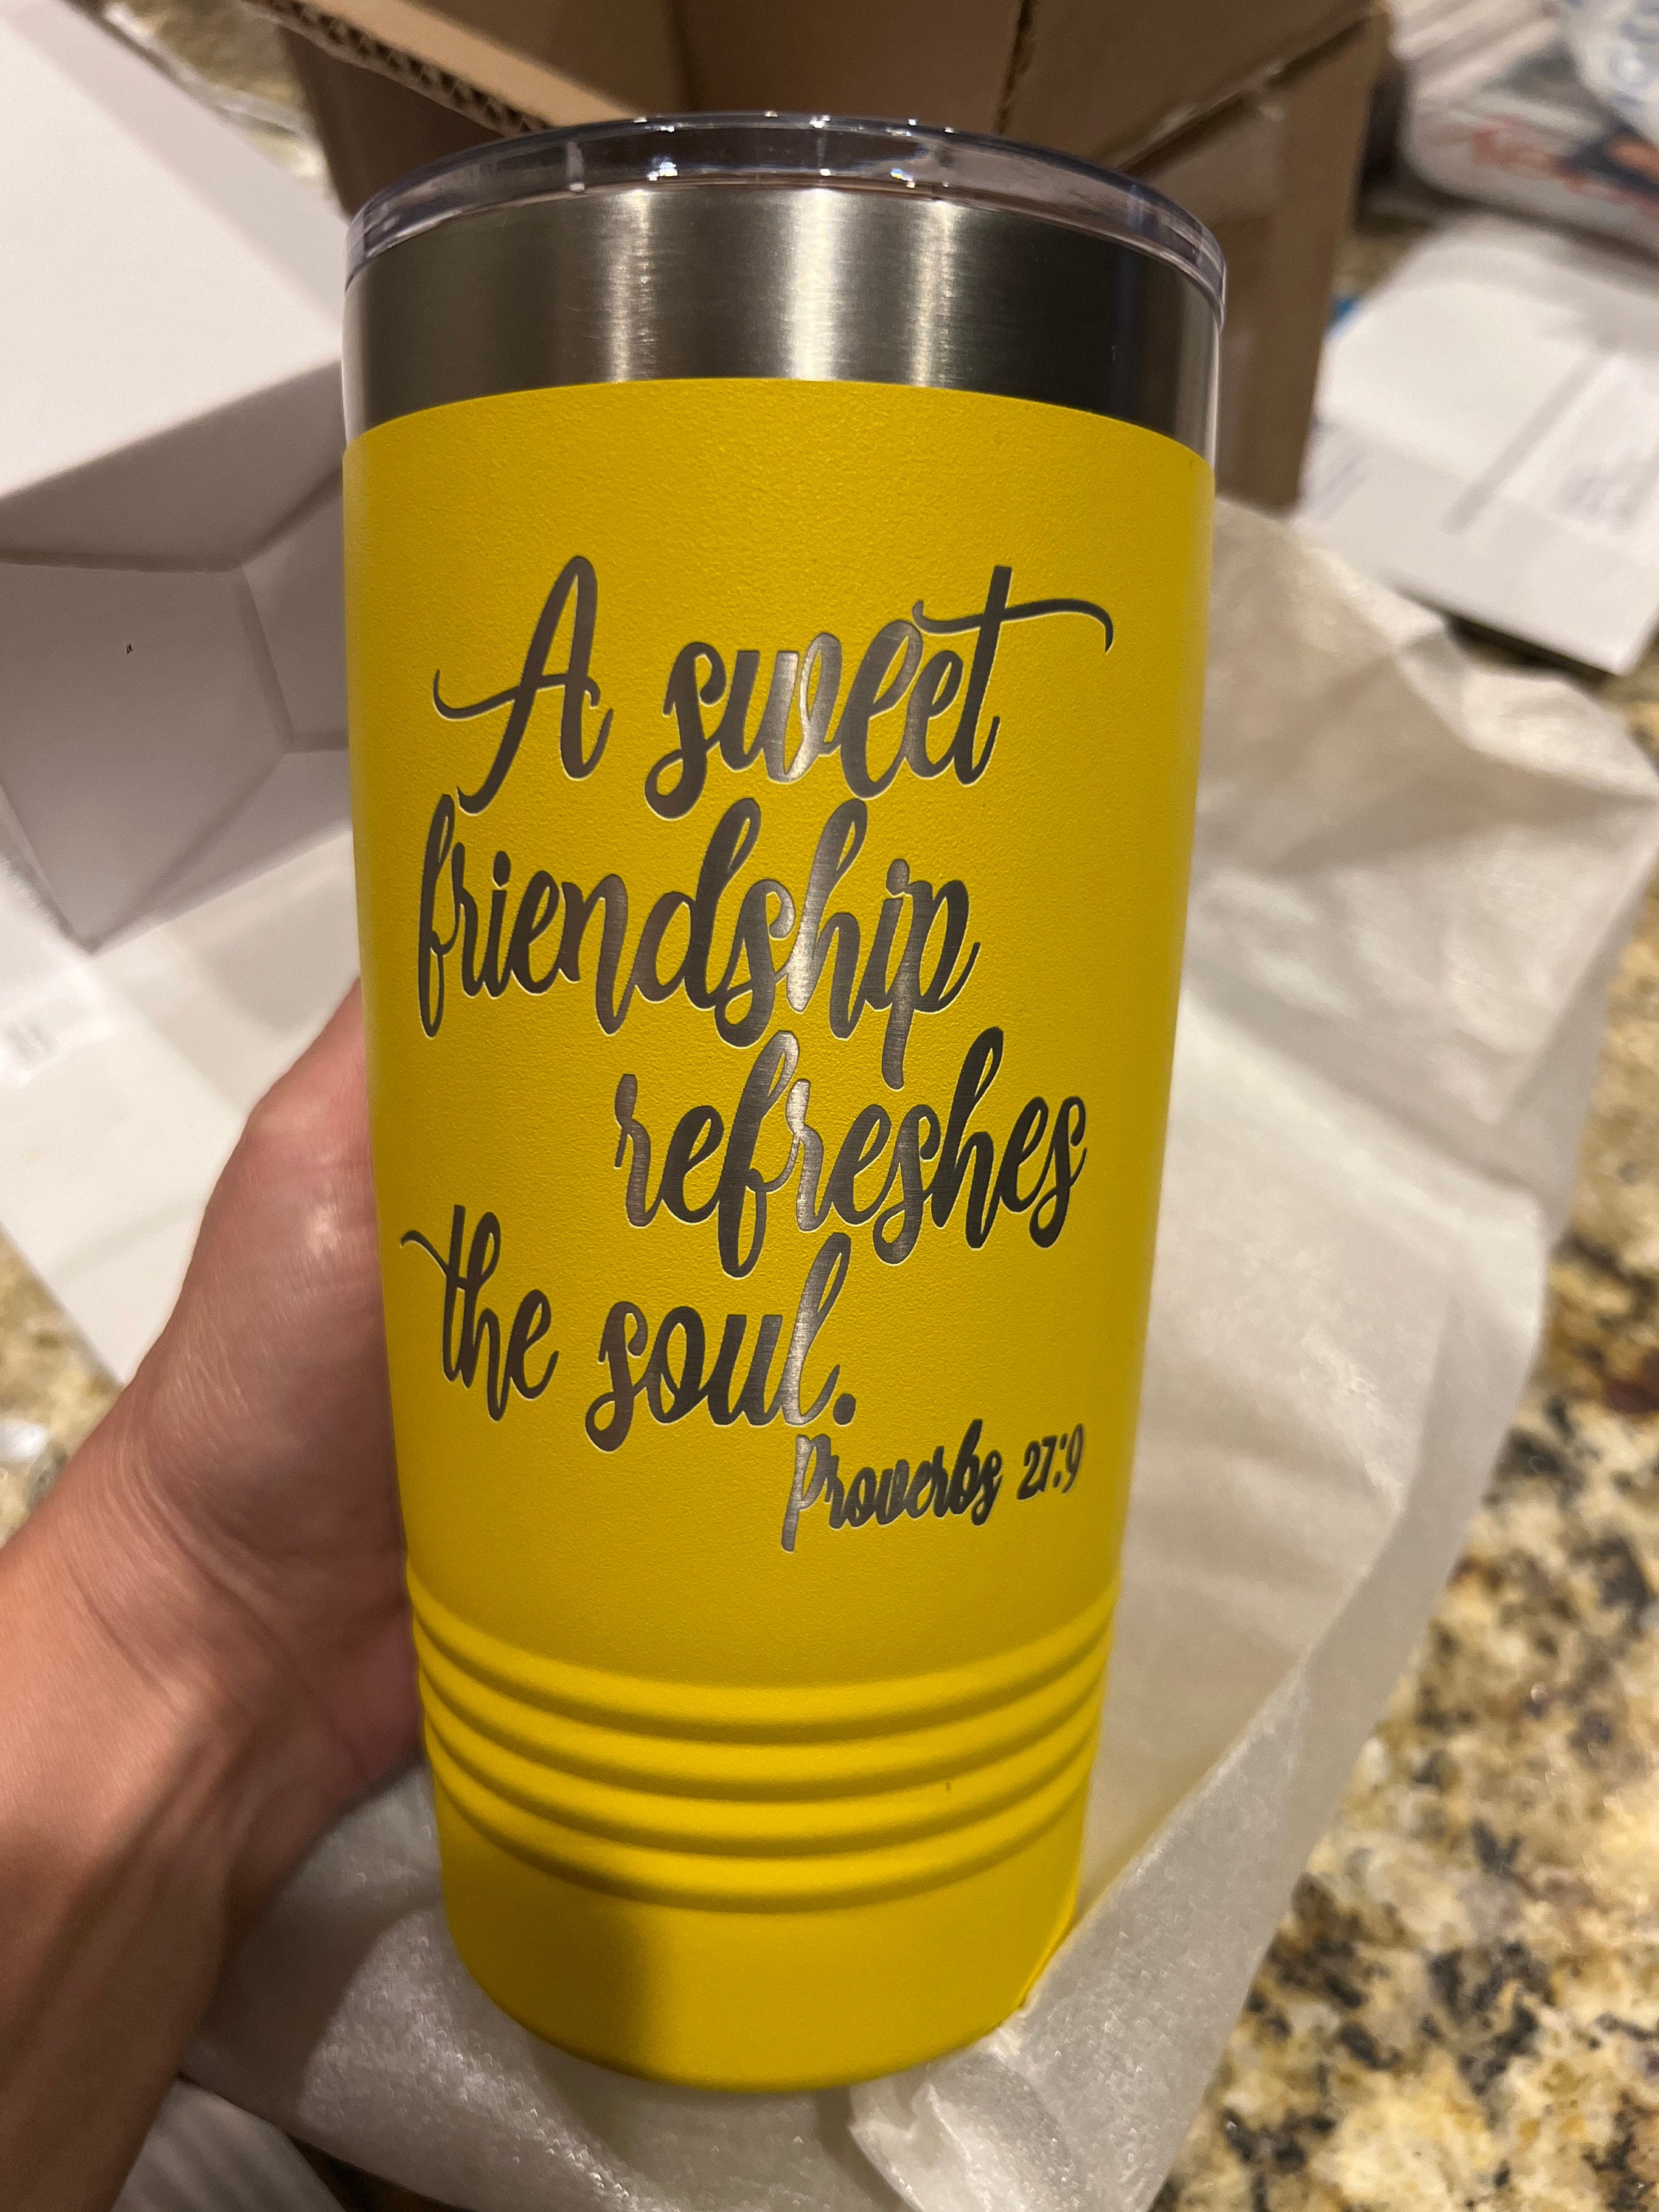 A sweet
friendship
refreshes
the soul.
Proverbs 27:9